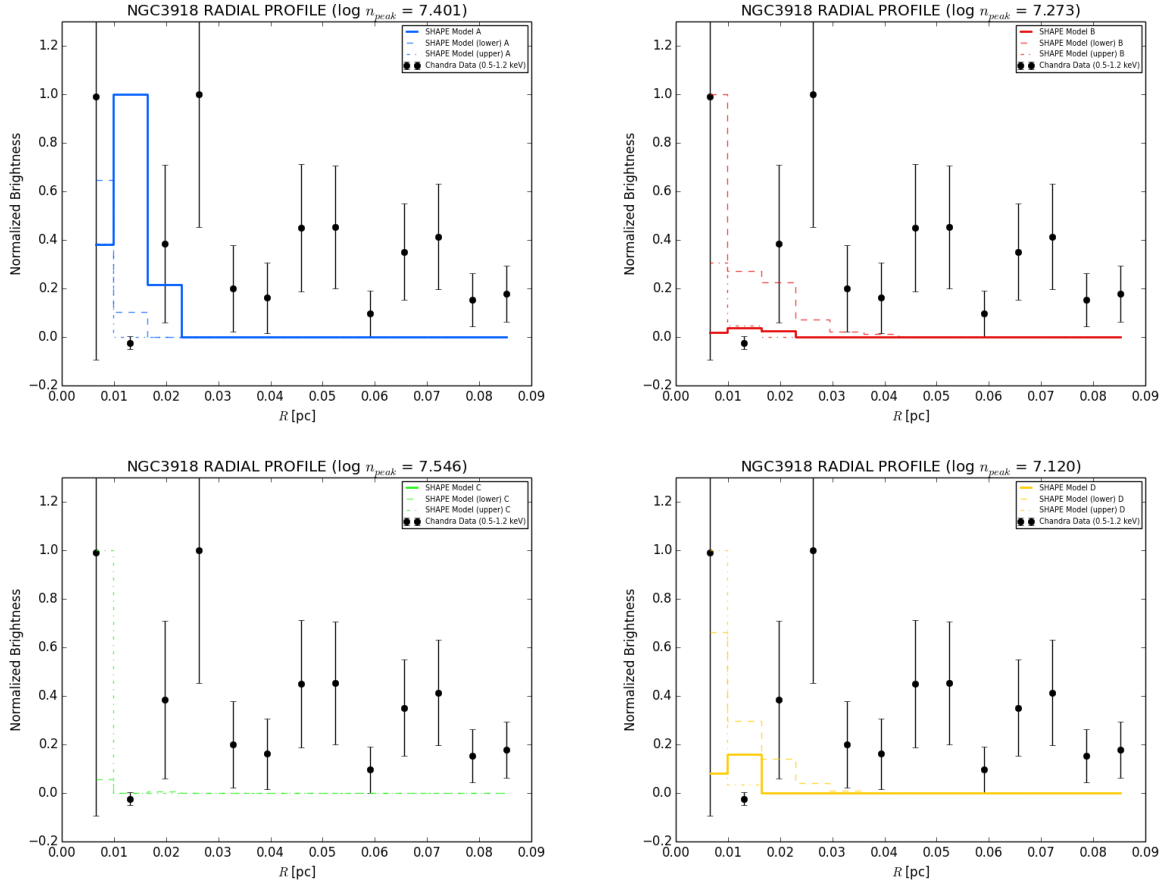 NGC3918 RADIAL PROFILE (log n_peak = 7.401)
SHAPE Model A
SHAPE Model (lower) A
SHAPE Model (upper) A
Chandra Data (0.5-1.2 keV)
Normalized Brightness
1.2
1.0
0.8
0.6
0.4
0.2
0.0
−0.2
0.00 0.01 0.02 0.03 0.04 0.05 0.06 0.07 0.08 0.09
R [pc]
NGC3918 RADIAL PROFILE (log n_peak = 7.273)
SHAPE Model B
SHAPE Model (lower) B
SHAPE Model (upper) B
Chandra Data (0.5-1.2 keV)
Normalized Brightness
1.2
1.0
0.8
0.6
0.4
0.2
0.0
−0.2
0.00 0.01 0.02 0.03 0.04 0.05 0.06 0.07 0.08 0.09
R [pc]
NGC3918 RADIAL PROFILE (log n_peak = 7.546)
SHAPE Model C
SHAPE Model (lower) C
SHAPE Model (upper) C
Chandra Data (0.5-1.2 keV)
Normalized Brightness
1.2
1.0
0.8
0.6
0.4
0.2
0.0
−0.2
0.00 0.01 0.02 0.03 0.04 0.05 0.06 0.07 0.08 0.09
R [pc]
NGC3918 RADIAL PROFILE (log n_peak = 7.120)
SHAPE Model D
SHAPE Model (lower) D
SHAPE Model (upper) D
Chandra Data (0.5-1.2 keV)
Normalized Brightness
1.2
1.0
0.8
0.6
0.4
0.2
0.0
−0.2
0.00 0.01 0.02 0.03 0.04 0.05 0.06 0.07 0.08 0.09
R [pc]